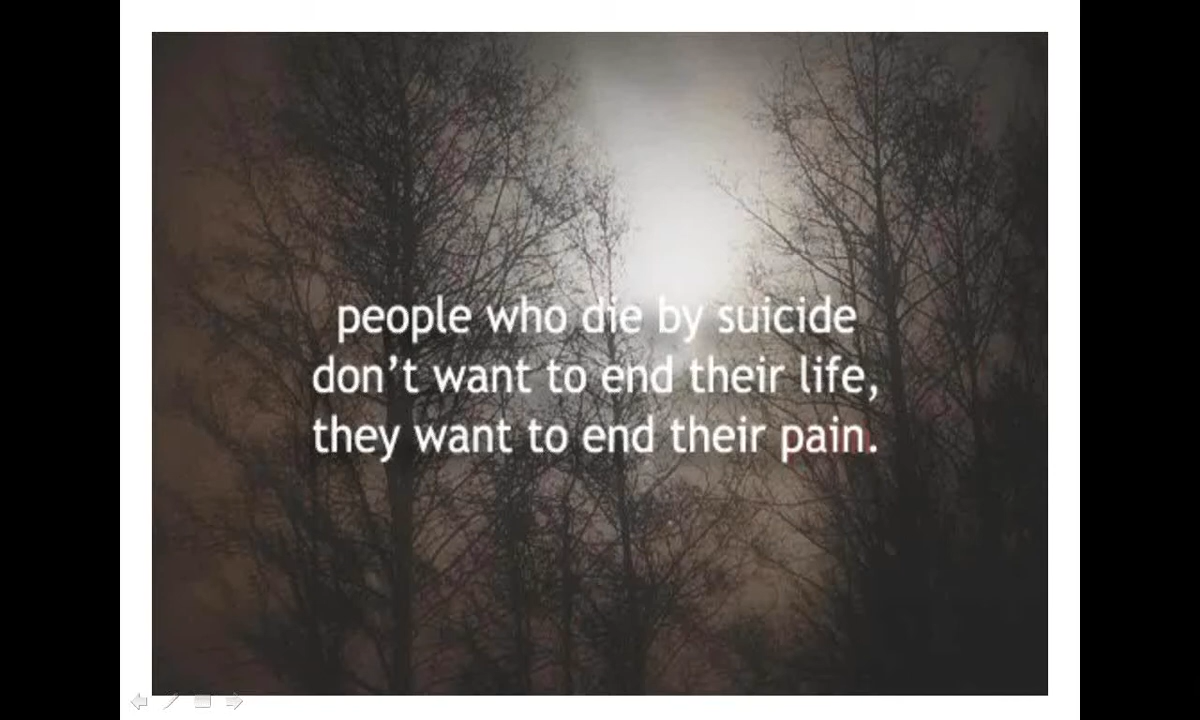 people who die by suicide
don't want to end their life,
they want to end their pain.